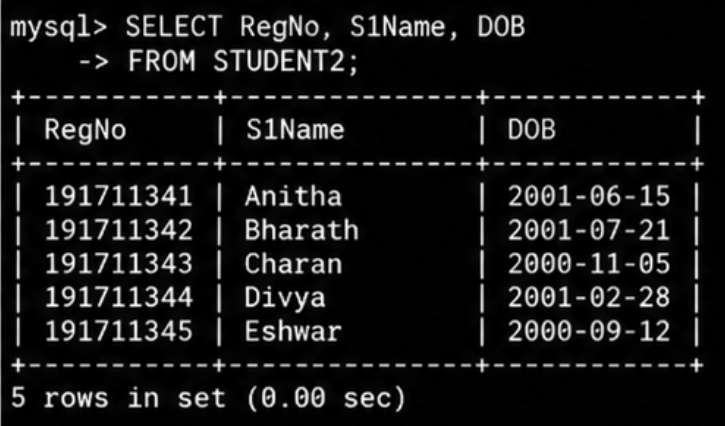 mysql> SELECT RegNo, S1Name, DOB
    -> FROM STUDENT2;
+-----------+---------------+------------+
| RegNo     | S1Name        | DOB        |
+-----------+---------------+------------+
| 191711341 | Anitha        | 2001-06-15 |
| 191711342 | Bharath       | 2001-07-21 |
| 191711343 | Charan        | 2000-11-05 |
| 191711344 | Divya         | 2001-02-28 |
| 191711345 | Eshwar        | 2000-09-12 |
+-----------+---------------+------------+
5 rows in set (0.00 sec)